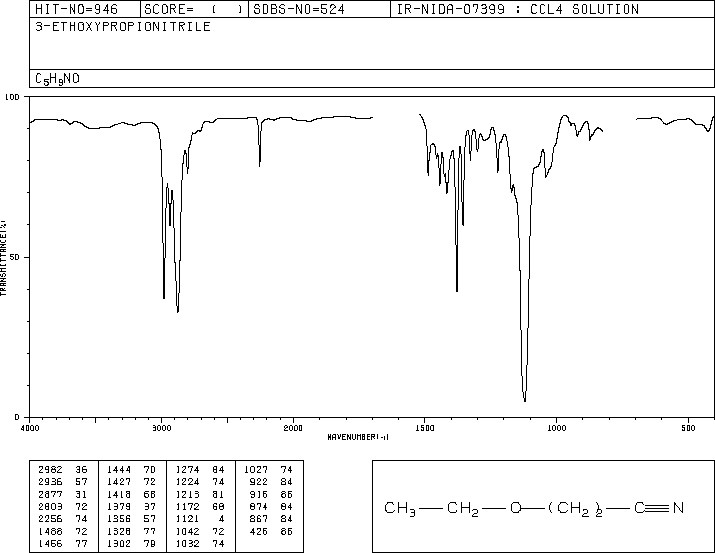 HIT-NO=946 SCORE= ( ) SDBS-NO=524 IR-NIDA-07399 : CCL4 SOLUTION
3-ETHOXYPROPIONITRILE
C5H9NO
100
50
0
TRANSMITTANCE(%)
4000 3000 2000 1500 1000 500
WAVENUMBER(-1)
2982 36 1444 70 1274 84 1027 74
2936 57 1427 72 1224 74 922 84
2877 31 1418 68 1213 81 916 86
2803 72 1379 37 1172 68 874 84
2256 74 1356 57 1121 4 867 84
1488 72 1328 77 1042 72 426 86
1456 77 1302 79 1032 74
CH3—CH2—O—(CH2)2—C≡N